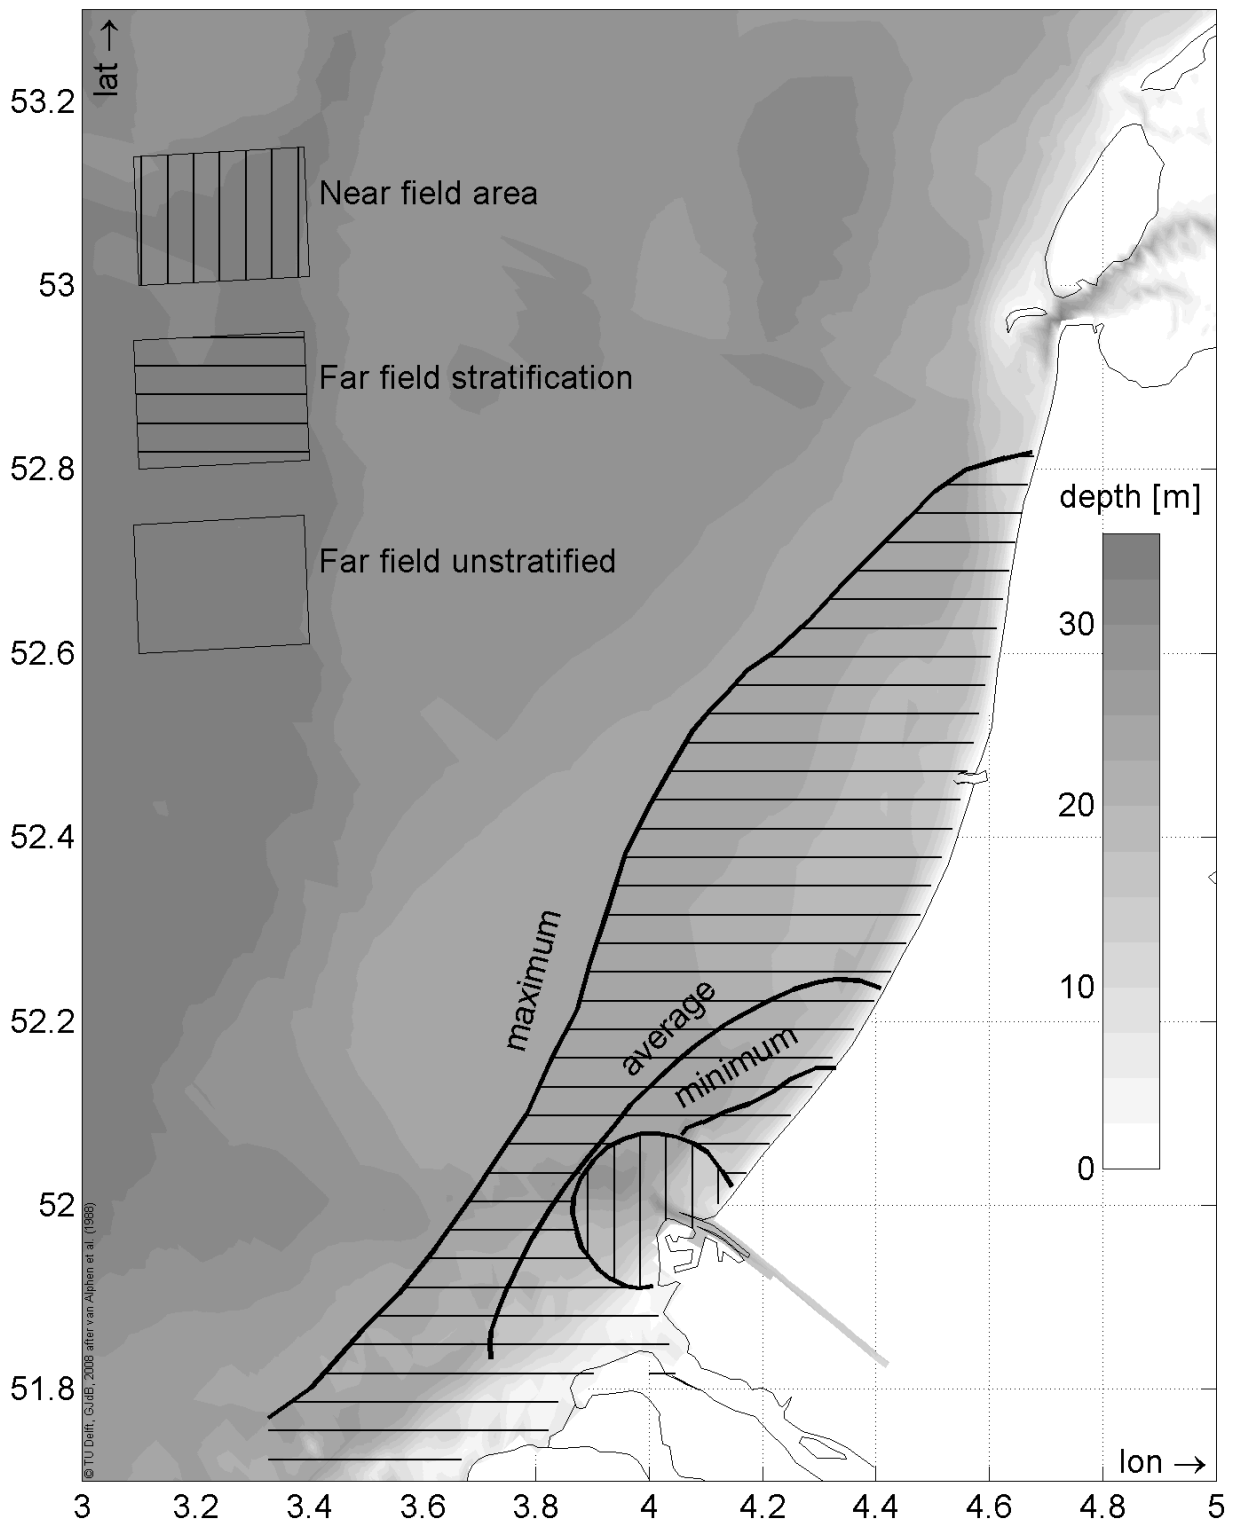 lat →
53.2
53
52.8
52.6
52.4
52.2
52
51.8
Near field area
Far field stratification
Far field unstratified
depth [m]
30
20
10
0
maximum
average
minimum
© TU Delft, GJdB, 2008 after van Alphen et al. (1988)
lon →
3
3.2
3.4
3.6
3.8
4
4.2
4.4
4.6
4.8
5